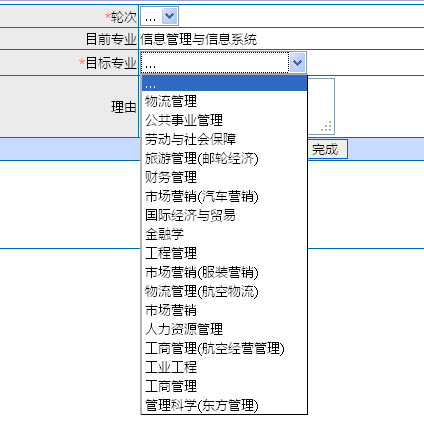 *轮次 ...
目前专业 信息管理与信息系统
*目标专业 ...
...
理由
物流管理
公共事业管理
劳动与社会保障
完成
旅游管理(邮轮经济)
财务管理
市场营销(汽车营销)
国际经济与贸易
金融学
工程管理
市场营销(服装营销)
物流管理(航空物流)
市场营销
人力资源管理
工商管理(航空经营管理)
工业工程
工商管理
管理科学(东方管理)